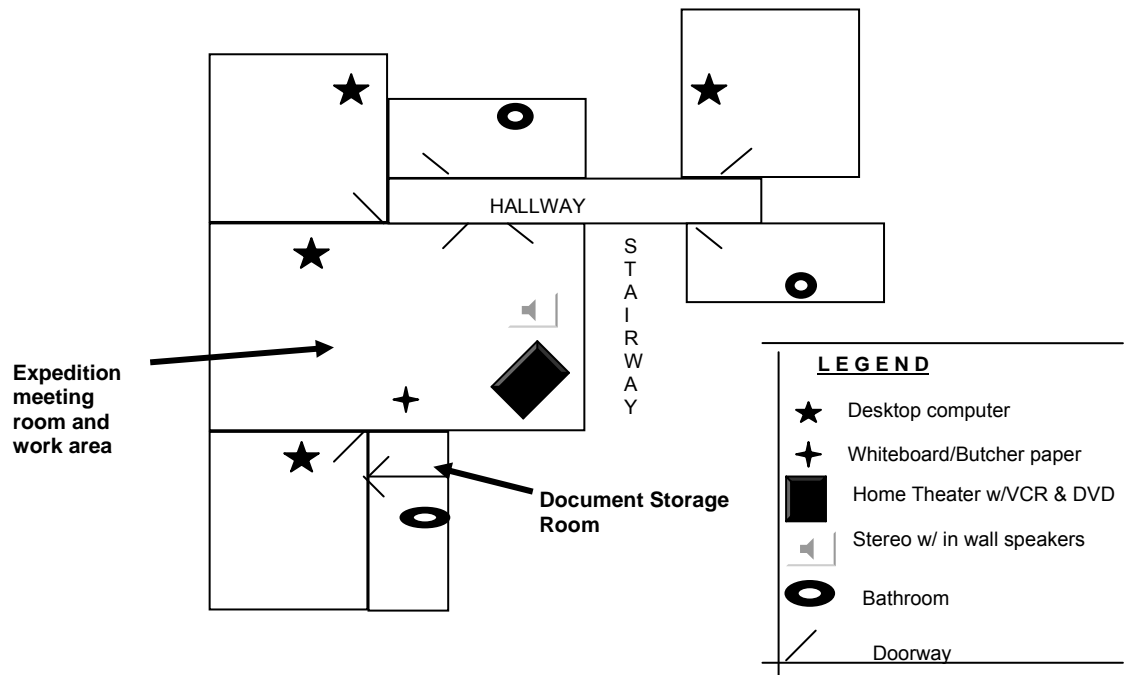 HALLWAY
S
T
A
I
R
W
A
Y
Expedition
meeting
room and
work area
Document Storage
Room
L E G E N D
Desktop computer
Whiteboard/Butcher paper
Home Theater w/VCR & DVD
Stereo w/ in wall speakers
Bathroom
Doorway